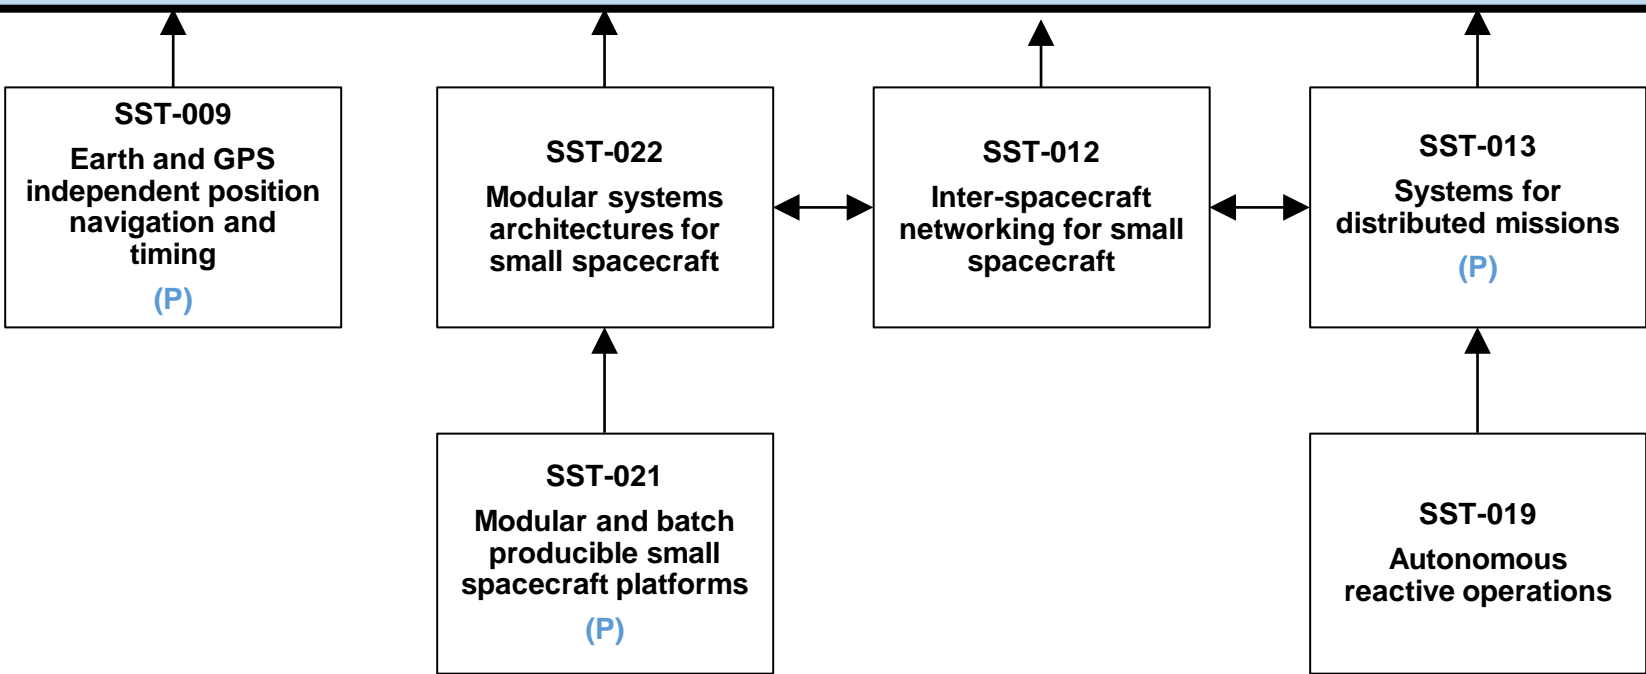 SST-009
Earth and GPS
independent position
navigation and
timing
(P)
SST-022
Modular systems
architectures for
small spacecraft
SST-012
Inter-spacecraft
networking for small
spacecraft
SST-013
Systems for
distributed missions
(P)
SST-021
Modular and batch
producible small
spacecraft platforms
(P)
SST-019
Autonomous
reactive operations